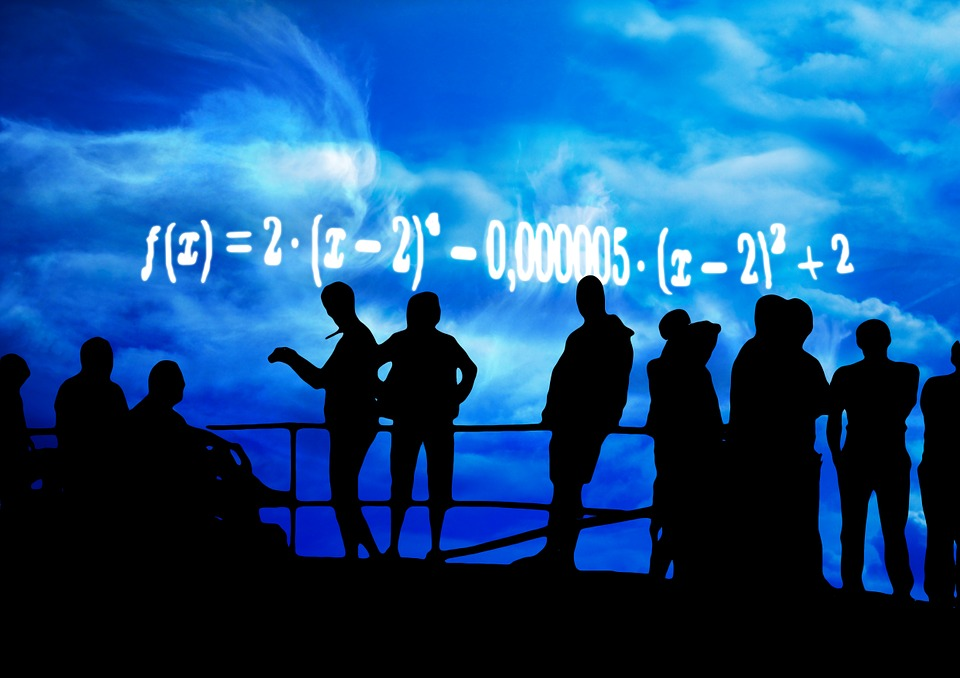 f(x) = 2 · (x − 2)⁴ − 0,000005 · (x − 2)² + 2